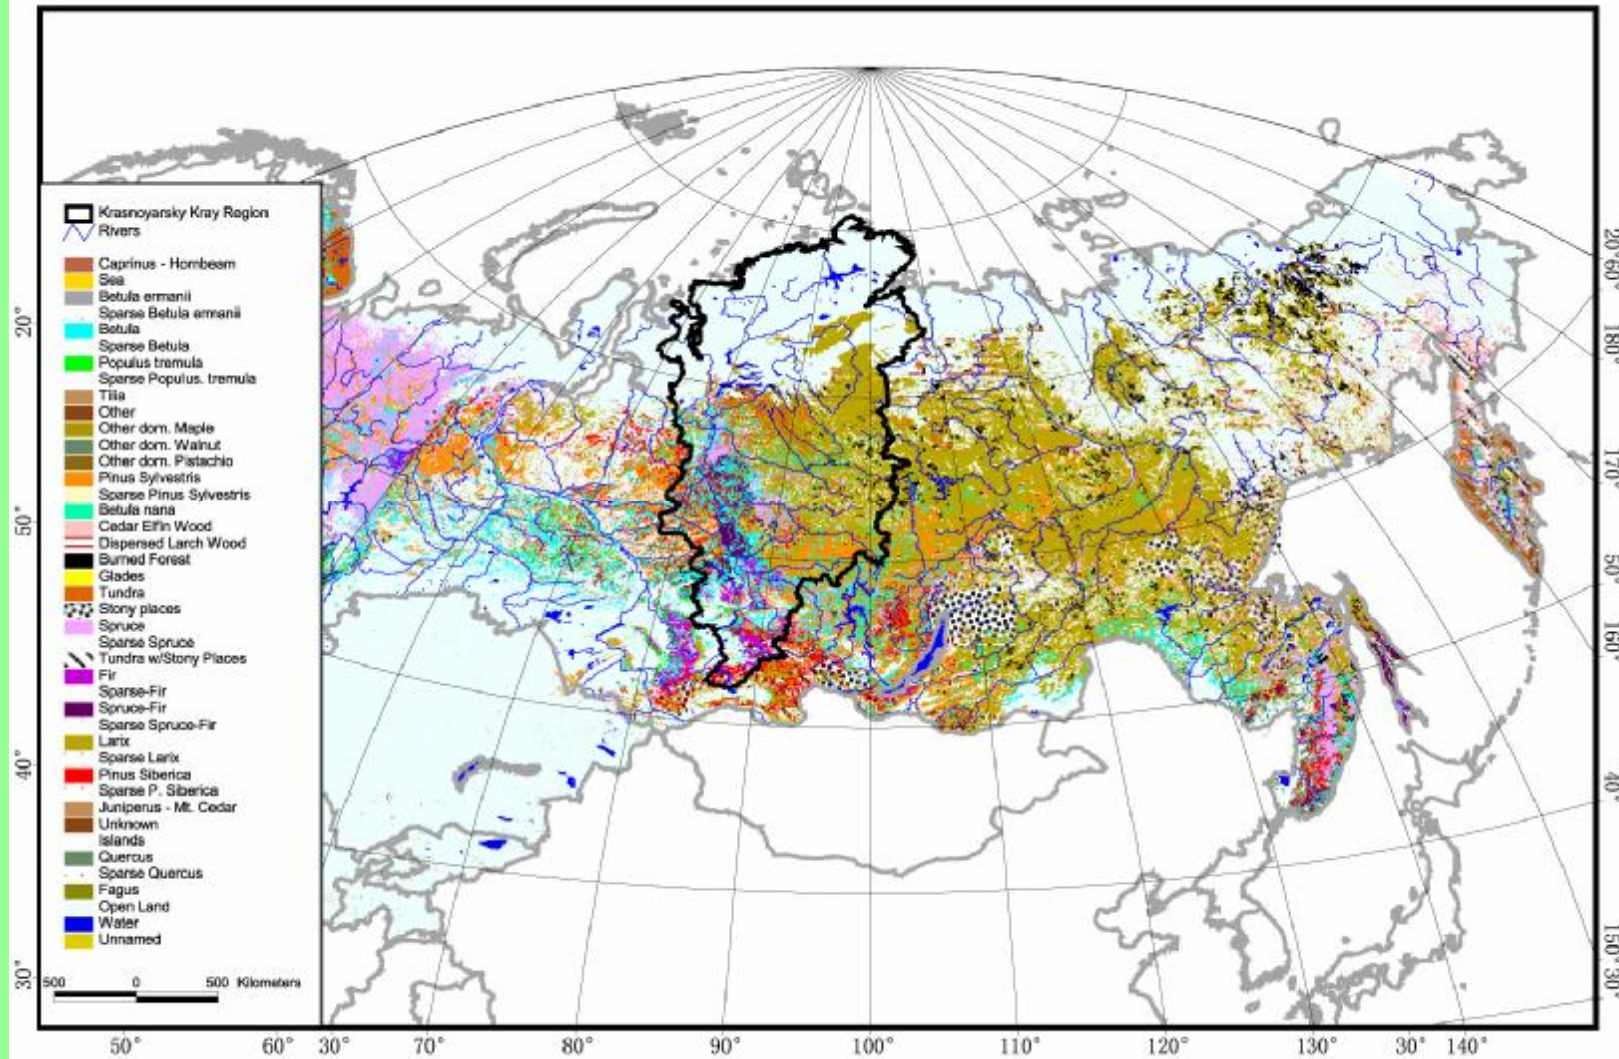 Krasnoyarsky Kray Region
Rivers
Caprinus - Hornbeam
Sea
Betula ermanii
Sparse Betula ermanii
Betula
Sparse Betula
Populus tremula
Sparse Populus. tremula
Tilia
Other
Other dom. Maple
Other dom. Walnut
Other dom. Pistachio
Pinus Sylvestris
Sparse Pinus Sylvestris
Betula nana
Cedar Elfin Wood
Dispersed Larch Wood
Burned Forest
Glades
Tundra
Stony places
Spruce
Sparse Spruce
Tundra w/Stony Places
Fir
Sparse-Fir
Spruce-Fir
Sparse Spruce-Fir
Larix
Sparse Larix
Pinus Siberica
Sparse P. Siberica
Juniperus - Mt. Cedar
Unknown
Islands
Quercus
Sparse Quercus
Fagus
Open Land
Water
Unnamed
500 0 500 Kilometers
20°
50°
40°
30°
180°
170°
50°
160°
40°
50° 60° 30° 70° 80° 90° 100° 110° 120° 130° 30° 140°